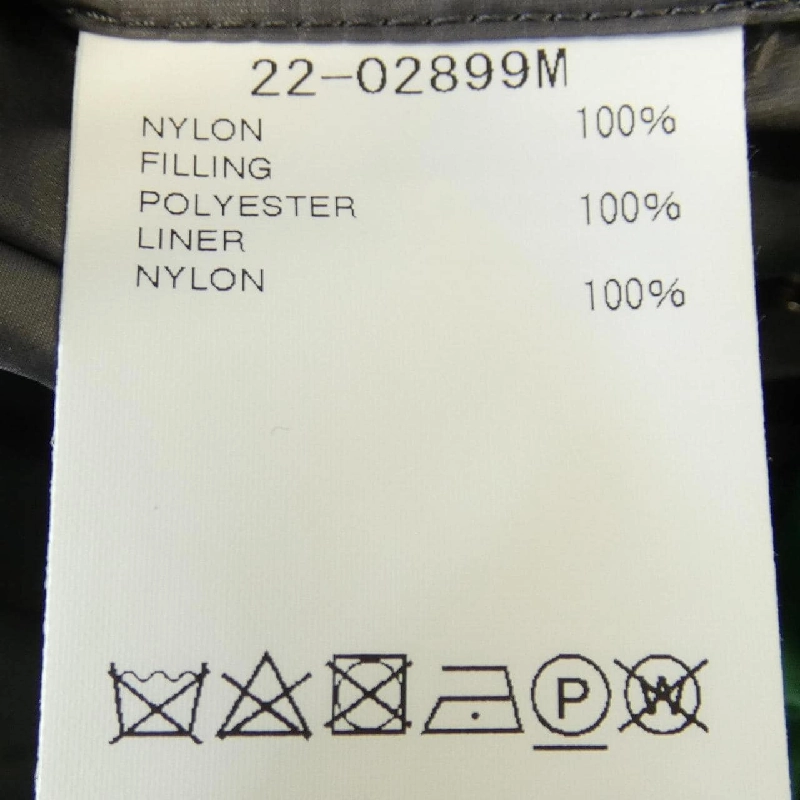 22-02899M
NYLON 100%
FILLING
POLYESTER 100%
LINER
NYLON 100%
P W